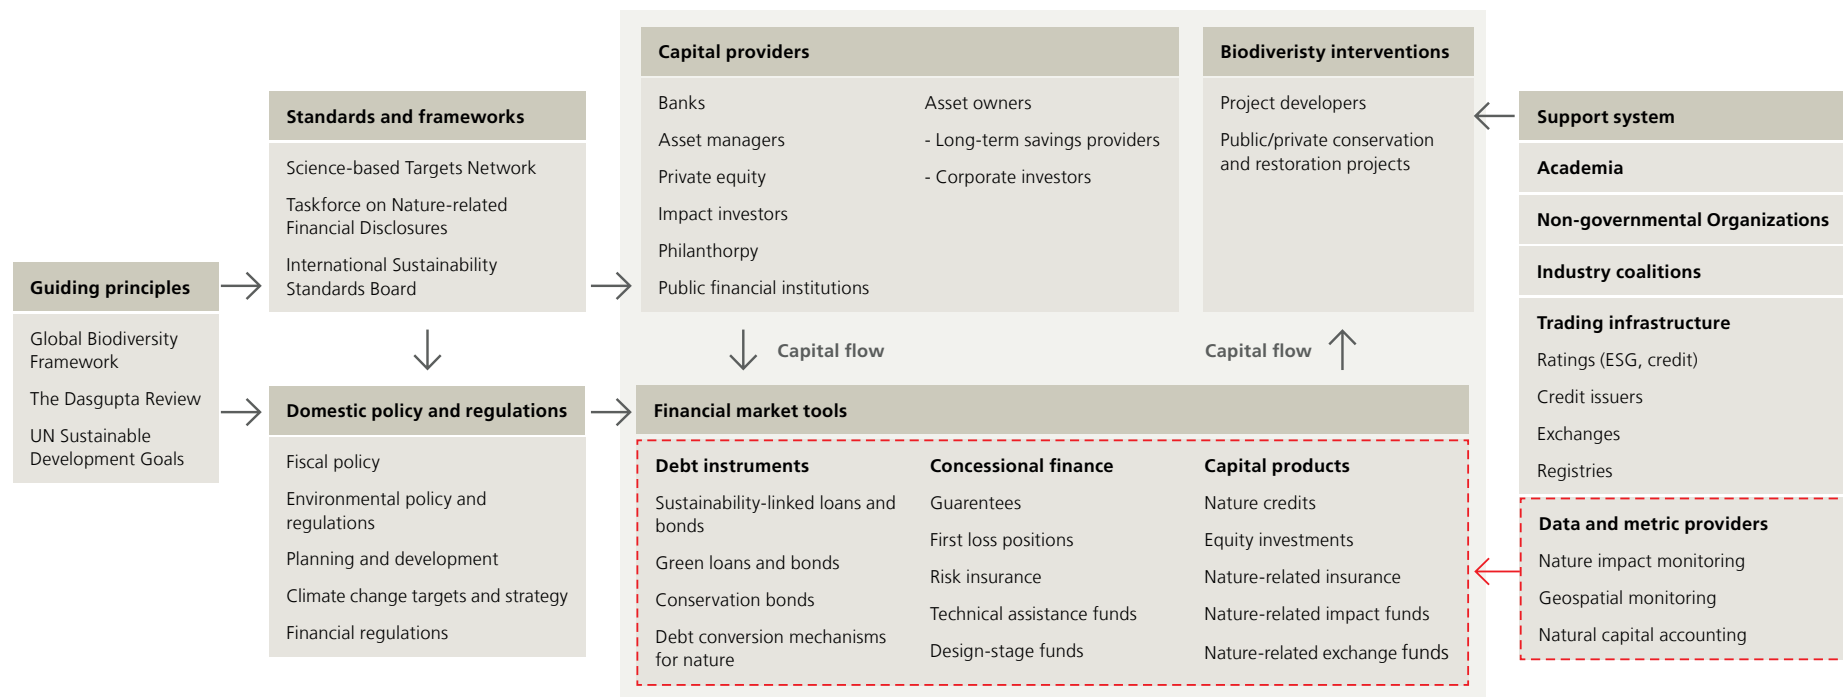 Guiding principles
Global Biodiversity
Framework
The Dasgupta Review
UN Sustainable
Development Goals
Standards and frameworks
Science-based Targets Network
Taskforce on Nature-related
Financial Disclosures
International Sustainability
Standards Board
Domestic policy and regulations
Fiscal policy
Environmental policy and
regulations
Planning and development
Climate change targets and strategy
Financial regulations
Capital providers
Banks
Asset managers
Private equity
Impact investors
Philanthorpy
Public financial institutions
Asset owners
- Long-term savings providers
- Corporate investors
Biodiveristy interventions
Project developers
Public/private conservation
and restoration projects
Capital flow
Capital flow
Financial market tools
Debt instruments
Sustainability-linked loans and
bonds
Green loans and bonds
Conservation bonds
Debt conversion mechanisms
for nature
Concessional finance
Guarentees
First loss positions
Risk insurance
Technical assistance funds
Design-stage funds
Capital products
Nature credits
Equity investments
Nature-related insurance
Nature-related impact funds
Nature-related exchange funds
Support system
Academia
Non-governmental Organizations
Industry coalitions
Trading infrastructure
Ratings (ESG, credit)
Credit issuers
Exchanges
Registries
Data and metric providers
Nature impact monitoring
Geospatial monitoring
Natural capital accounting